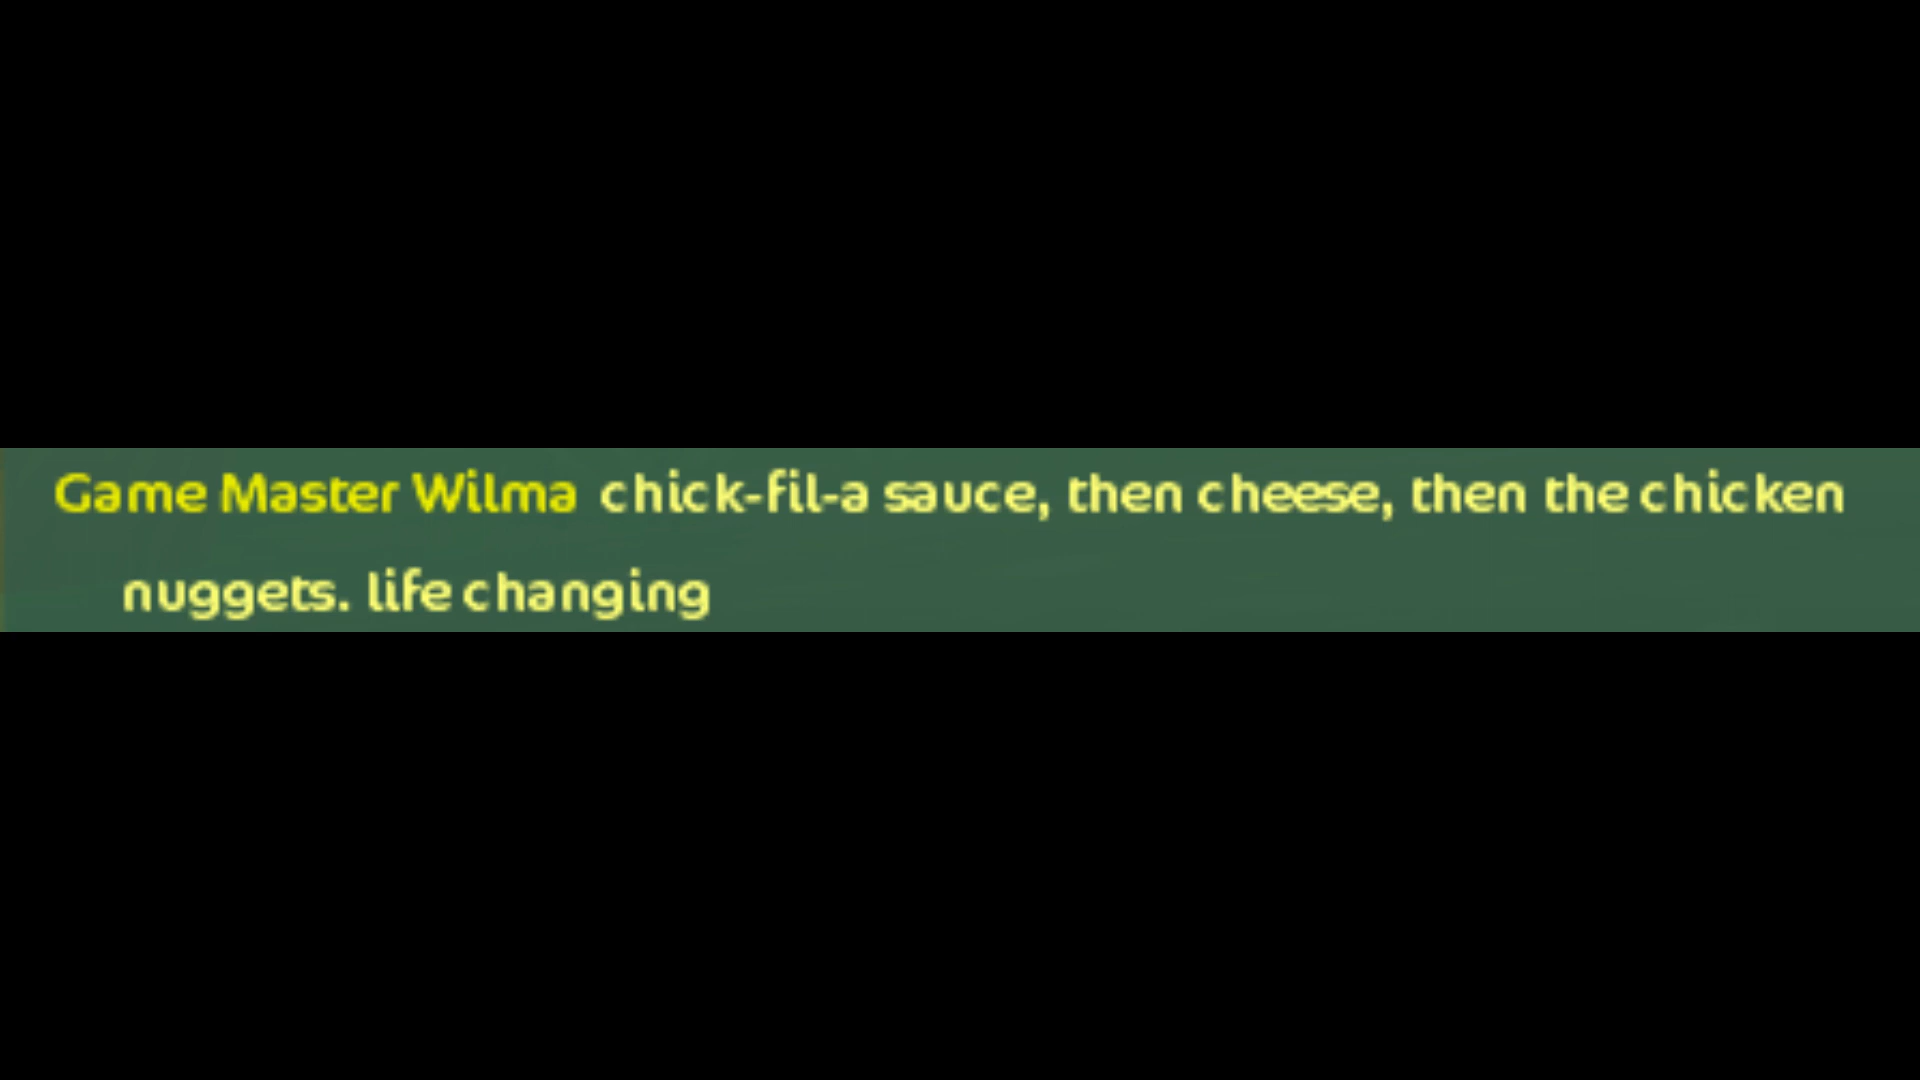 Game Master Wilma chick-fil-a sauce, then cheese, then the chicken
nuggets. life changing